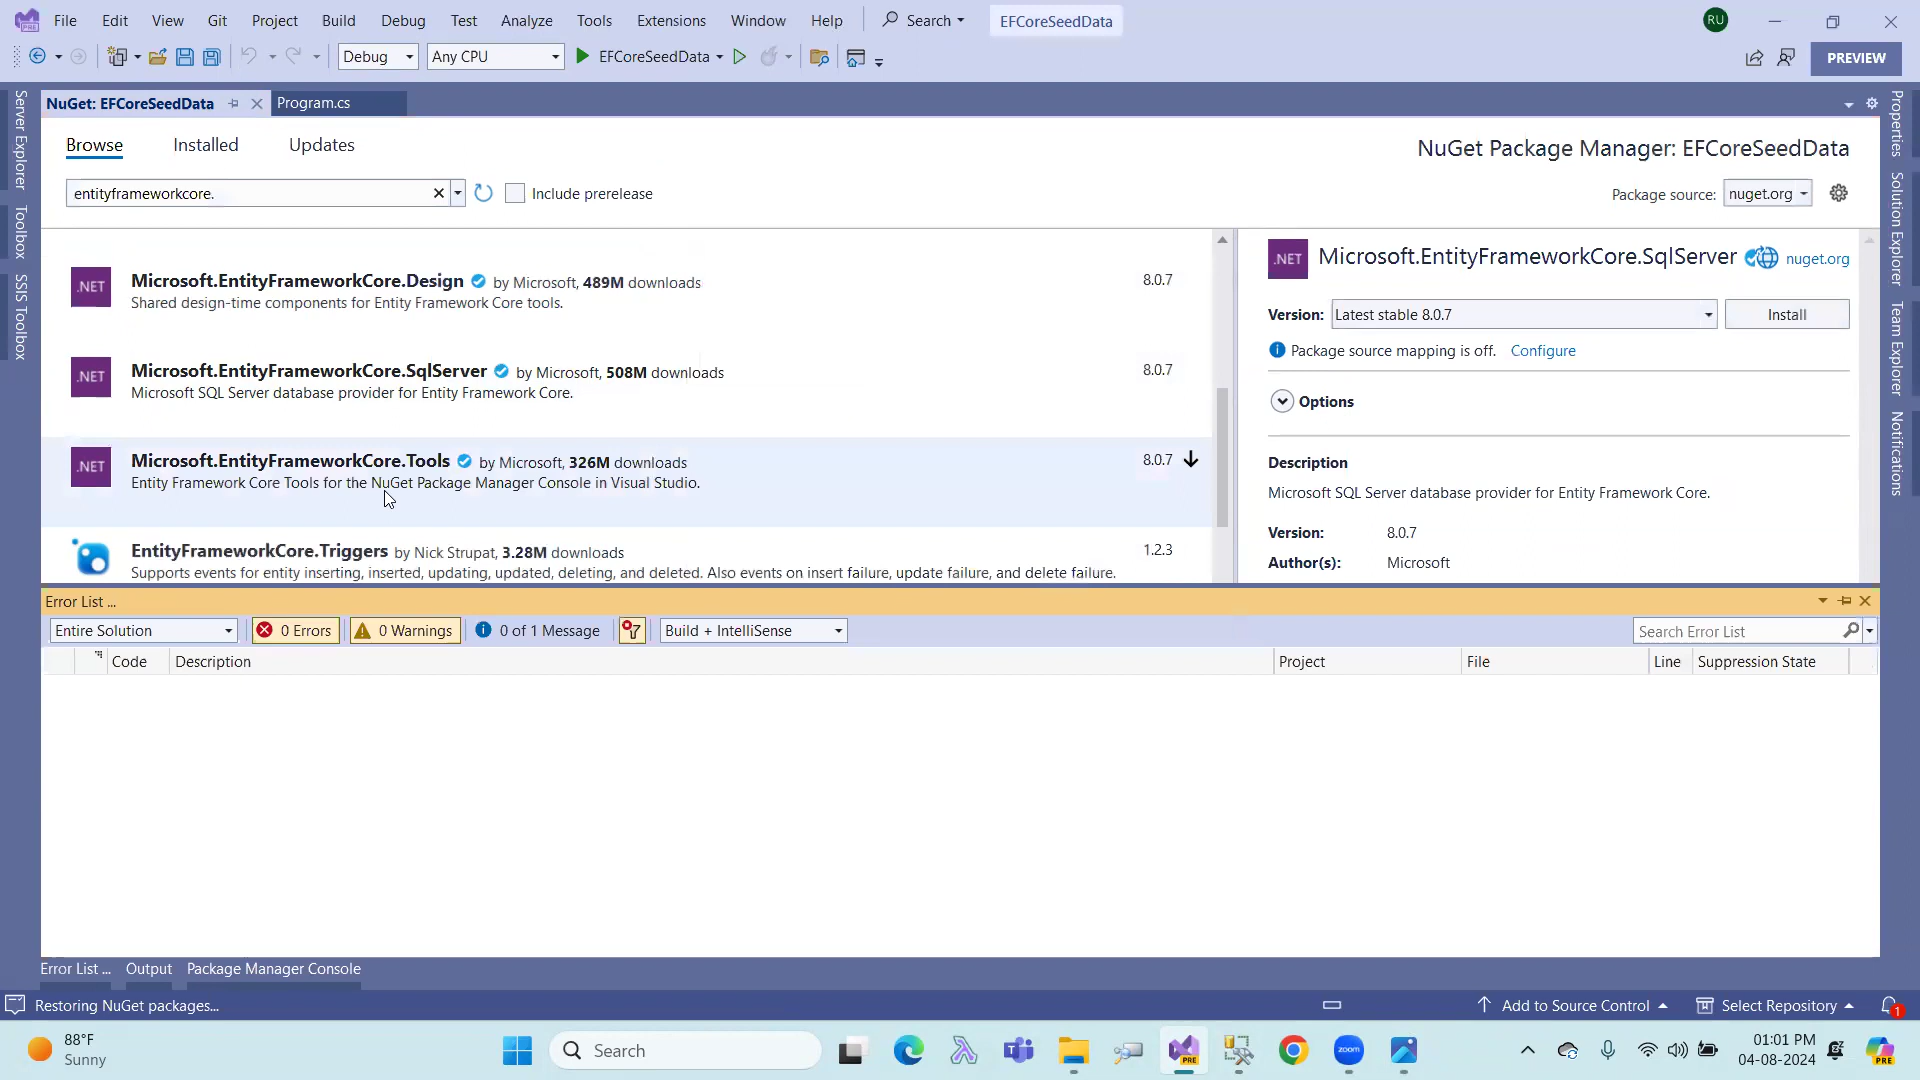 File Edit View Git Project Build Debug Test Analyze Tools Extensions Window Help Search EFCoreSeedData RU
Debug Any CPU EFCoreSeedData PREVIEW
NuGet: EFCoreSeedData Program.cs
Browse Installed Updates NuGet Package Manager: EFCoreSeedData
entityframeworkcore. Include prerelease Package source: nuget.org
.NET Microsoft.EntityFrameworkCore.Design by Microsoft, 489M downloads 8.0.7
Shared design-time components for Entity Framework Core tools.
.NET Microsoft.EntityFrameworkCore.SqlServer by Microsoft, 508M downloads 8.0.7
Microsoft SQL Server database provider for Entity Framework Core.
.NET Microsoft.EntityFrameworkCore.Tools by Microsoft, 326M downloads 8.0.7
Entity Framework Core Tools for the NuGet Package Manager Console in Visual Studio.
EntityFrameworkCore.Triggers by Nick Strupat, 3.28M downloads 1.2.3
Supports events for entity inserting, inserted, updating, updated, deleting, and deleted. Also events on insert failure, update failure, and delete failure.
.NET Microsoft.EntityFrameworkCore.SqlServer nuget.org
Version: Latest stable 8.0.7 Install
Package source mapping is off. Configure
Options
Description
Microsoft SQL Server database provider for Entity Framework Core.
Version: 8.0.7
Author(s): Microsoft
Server Explorer
Toolbox
SSIS Toolbox
Properties
Solution Explorer
Team Explorer
Notifications
Error List ...
Entire Solution 0 Errors 0 Warnings 0 of 1 Message Build + IntelliSense Search Error List
Code Description Project File Line Suppression State
Error List ... Output Package Manager Console
Restoring NuGet packages... Add to Source Control Select Repository 1
88°F
Sunny
Search
PRE
zoom
PRE
01:01 PM
04-08-2024